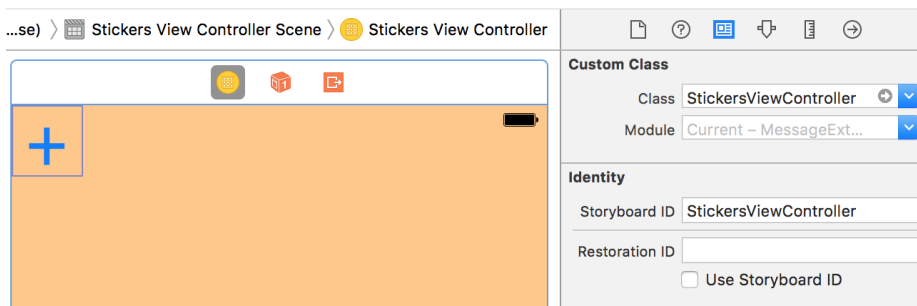 ...se) Stickers View Controller Scene Stickers View Controller
Custom Class
Class StickersViewController
Module Current – MessageExt...
Identity
Storyboard ID StickersViewController
Restoration ID
Use Storyboard ID